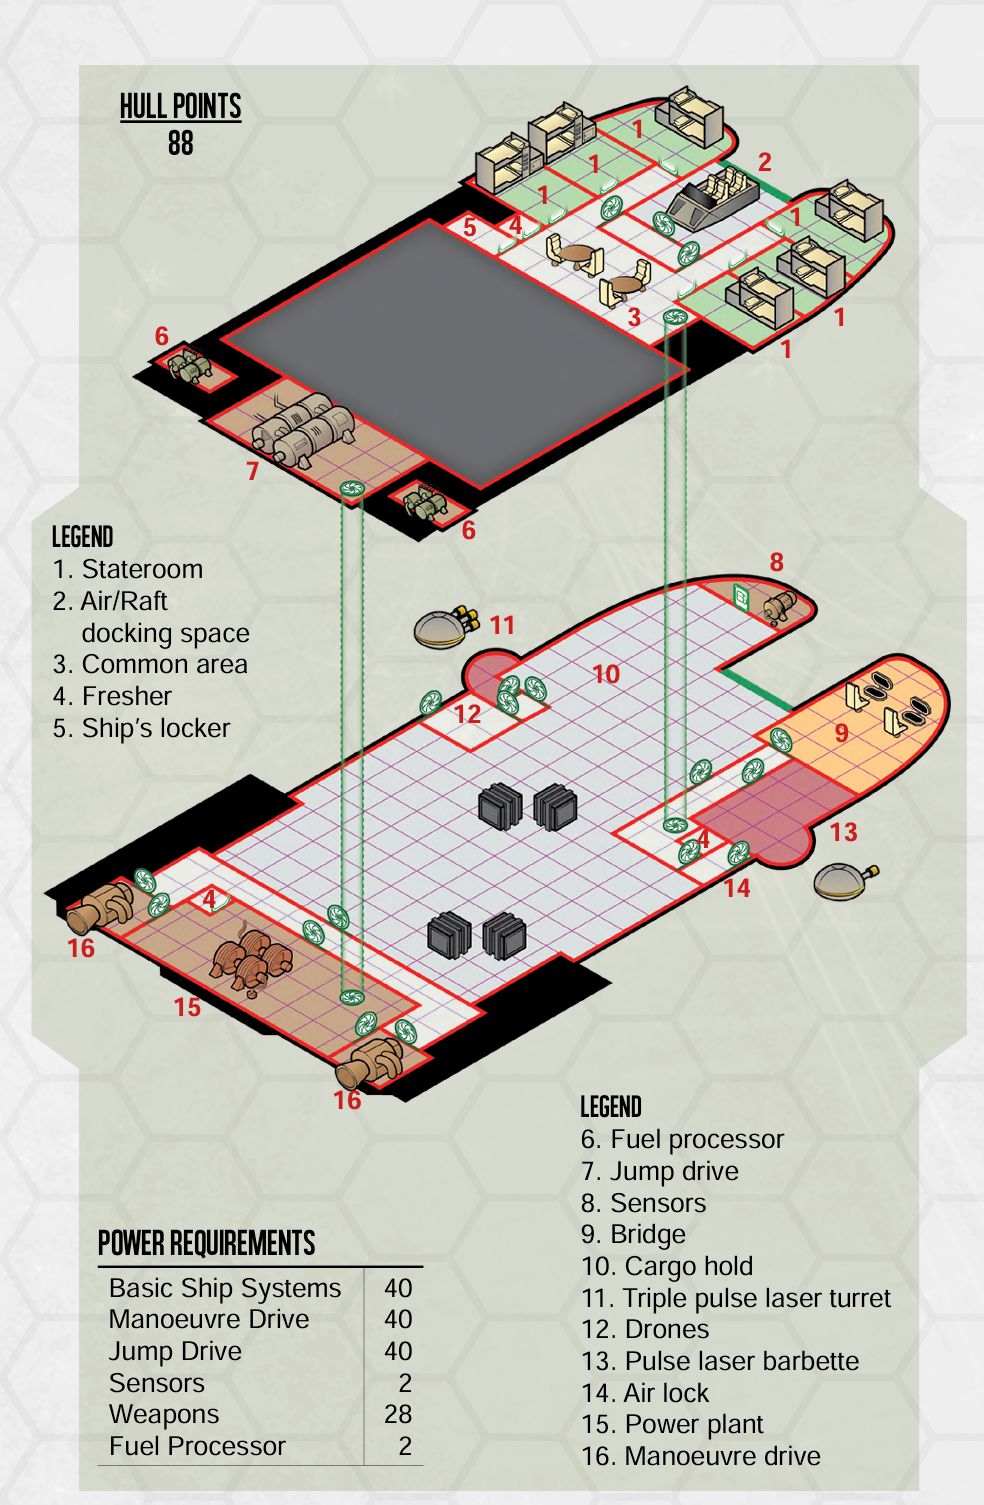 HULL POINTS
88
1
1
1
2
1
5
4
3
1
1
6
7
6
LEGEND
1. Stateroom
2. Air/Raft
docking space
3. Common area
4. Fresher
5. Ship's locker
8
11
10
12
9
13
4
14
4
16
15
16
LEGEND
6. Fuel processor
7. Jump drive
8. Sensors
9. Bridge
10. Cargo hold
11. Triple pulse laser turret
12. Drones
13. Pulse laser barbette
14. Air lock
15. Power plant
16. Manoeuvre drive
POWER REQUIREMENTS
Basic Ship Systems 40
Manoeuvre Drive 40
Jump Drive 40
Sensors 2
Weapons 28
Fuel Processor 2